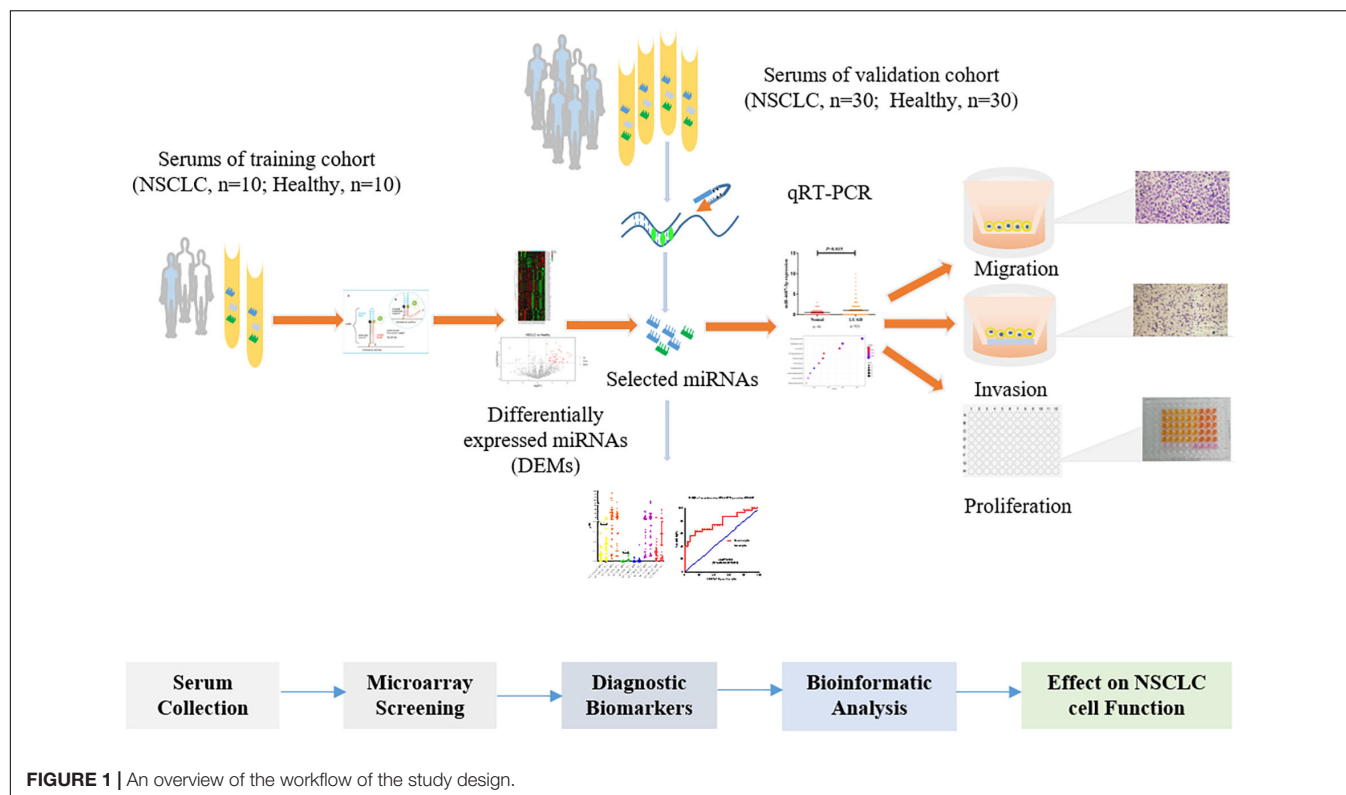 Serums of validation cohort
(NSCLC, n=30; Healthy, n=30)
Serums of training cohort
(NSCLC, n=10; Healthy, n=10)
qRT-PCR
Migration
Selected miRNAs
Invasion
Differentially
expressed miRNAs
(DEMs)
Proliferation
Serum
Collection
Microarray
Screening
Diagnostic
Biomarkers
Bioinformatic
Analysis
Effect on NSCLC
cell Function
FIGURE 1 | An overview of the workflow of the study design.